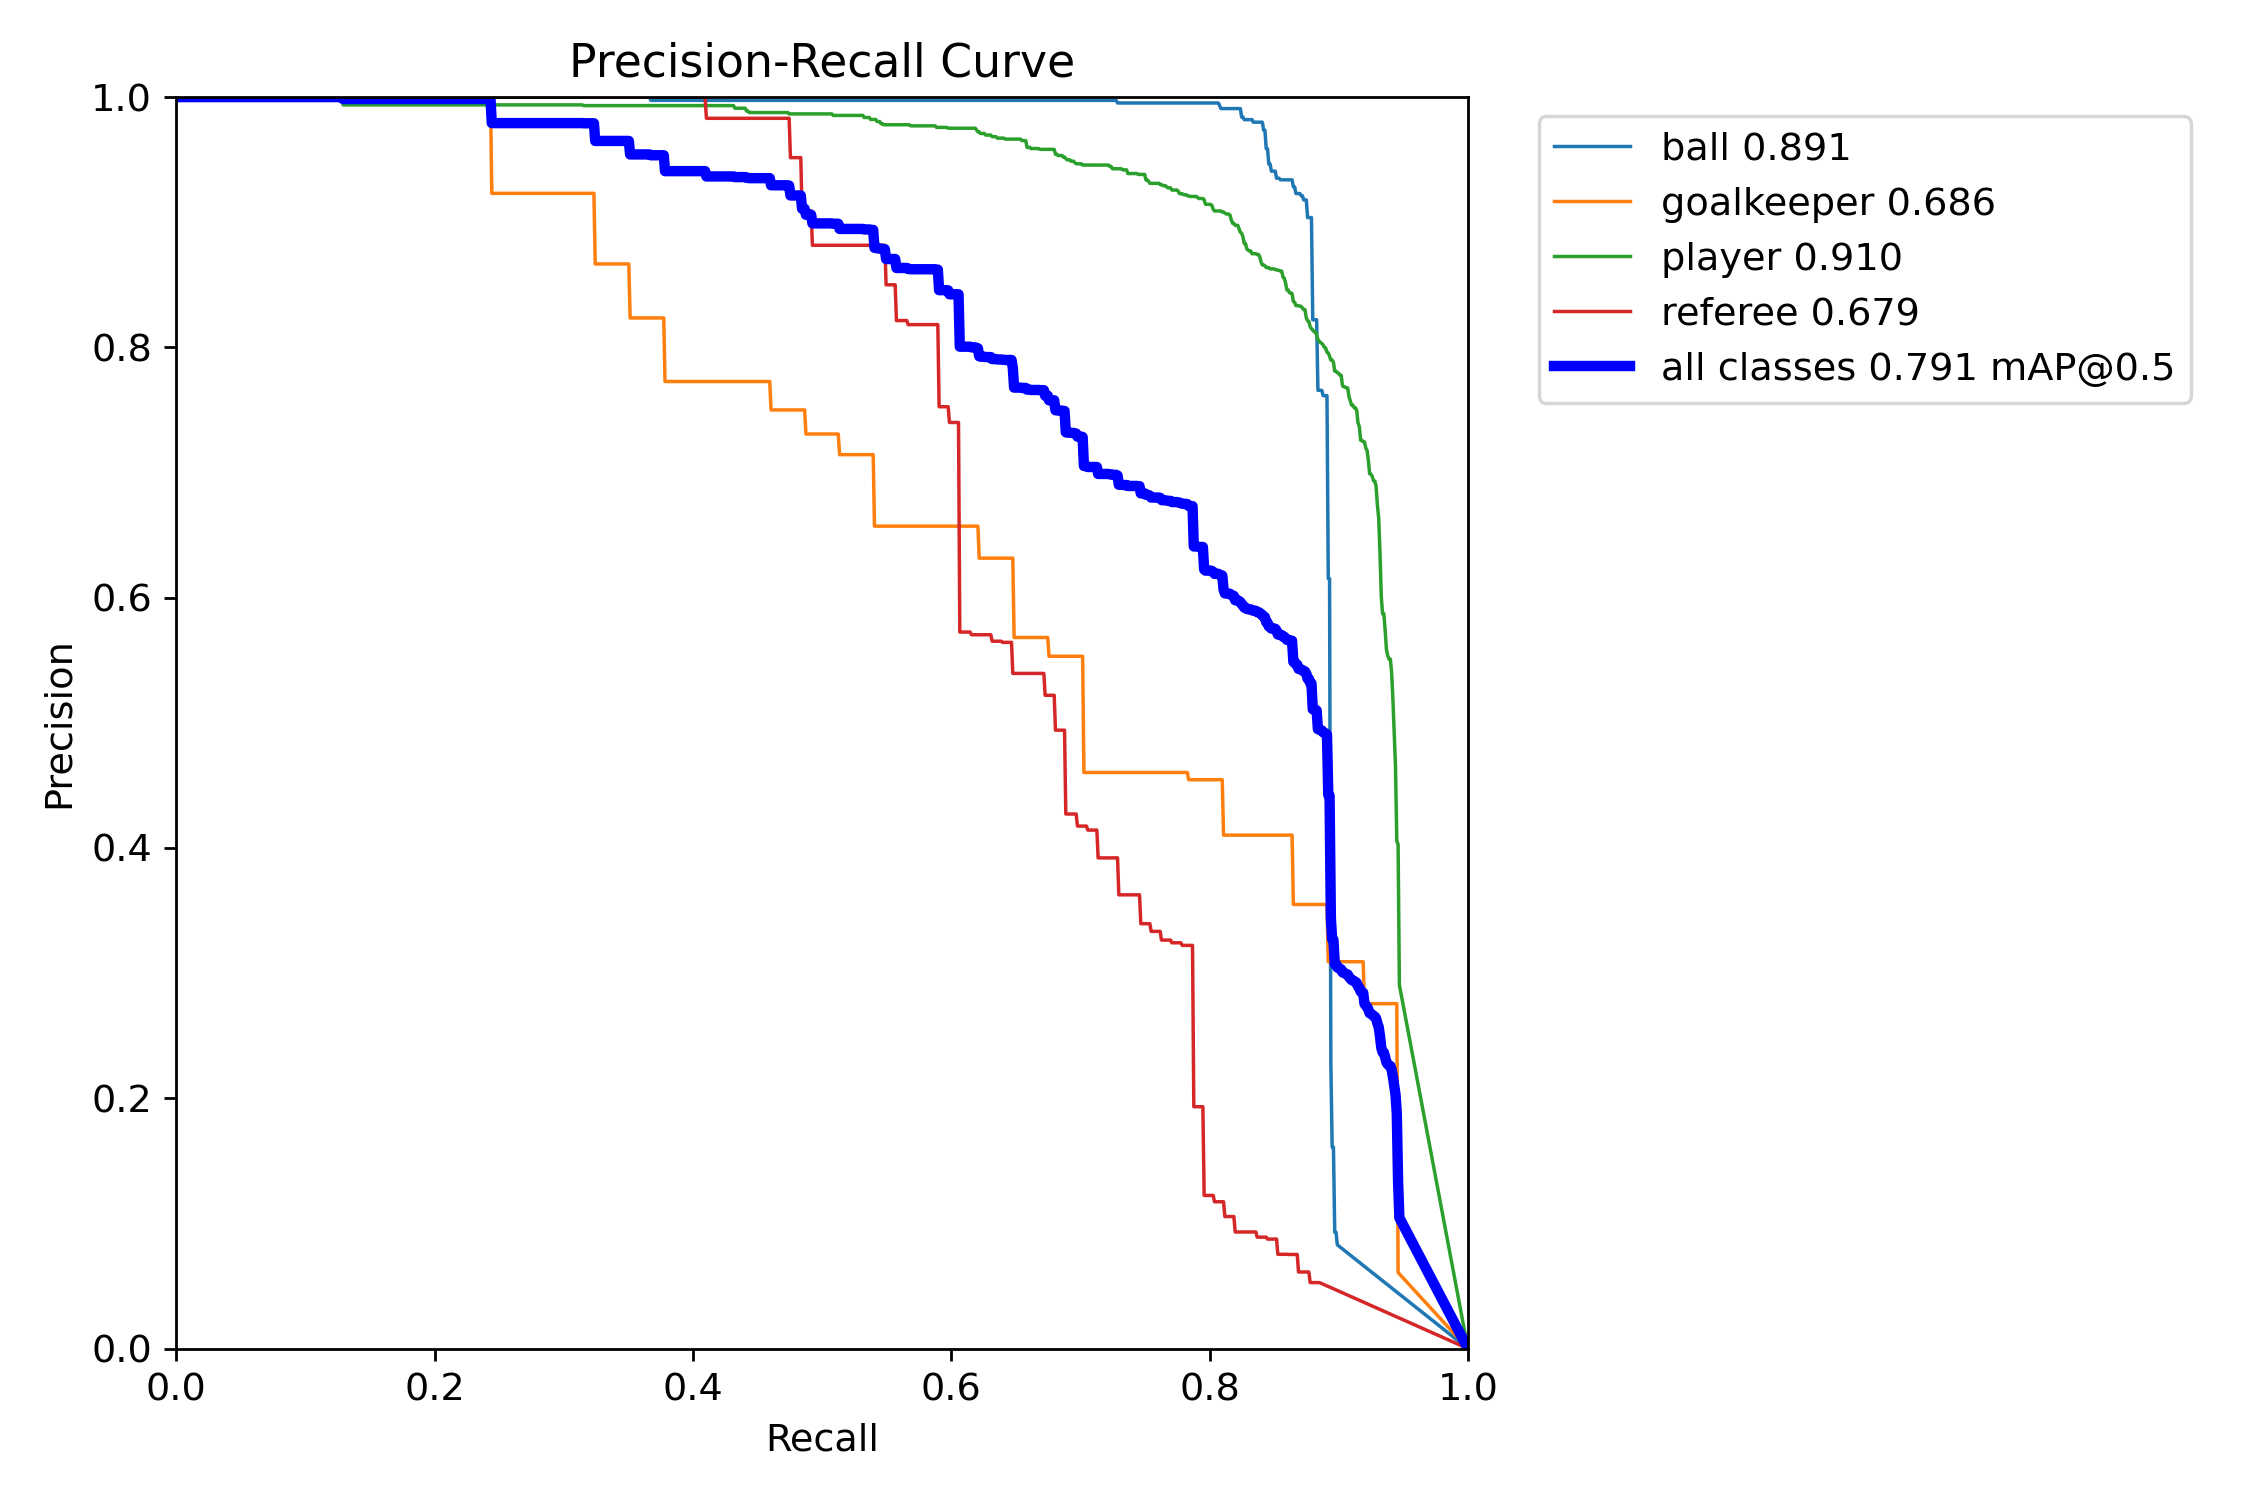 Precision-Recall Curve
1.0
0.8
0.6
0.4
0.2
0.0
Precision
0.0 0.2 0.4 0.6 0.8 1.0
Recall
ball 0.891
goalkeeper 0.686
player 0.910
referee 0.679
all classes 0.791 mAP@0.5